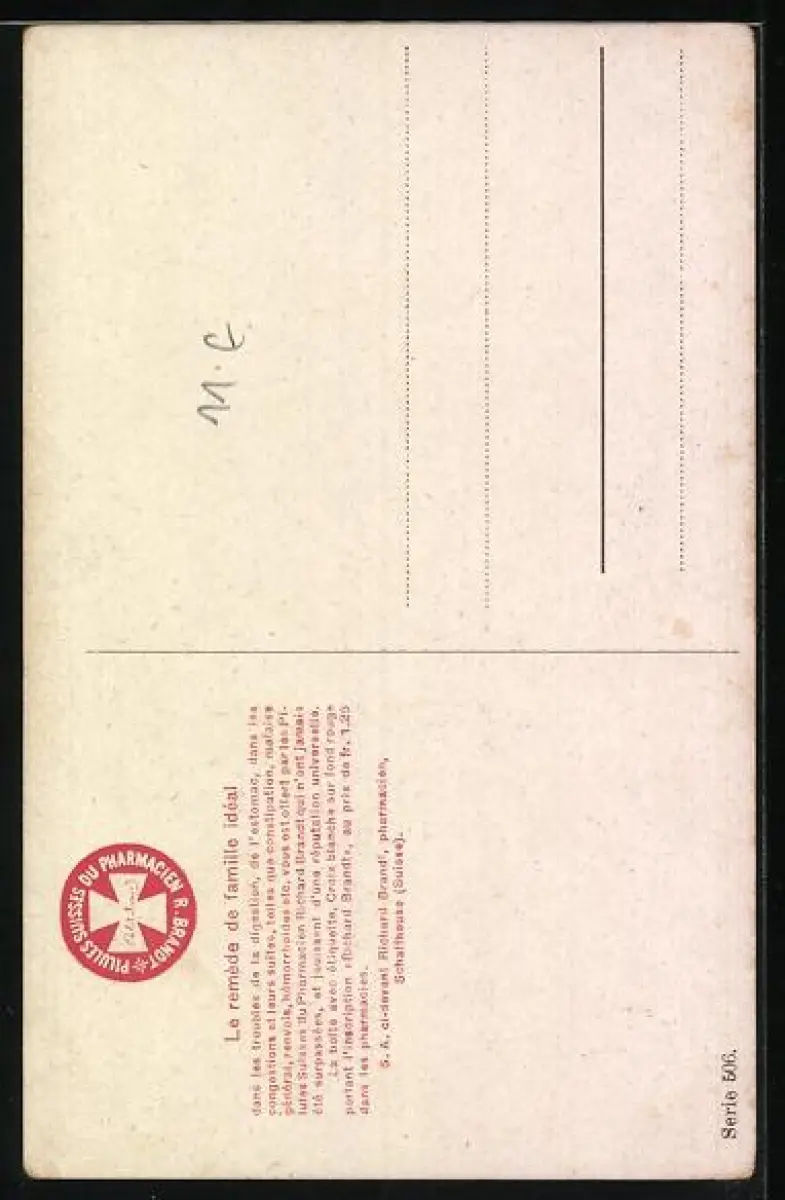 PILULES SUISSES DU PHARMACIEN R. BRANDT
Le remède de famille idéal
dans les troubles de la digestion, de l'estomac, dans les
congestions et leurs suites, telles que constipation, malaise
général, renvois, hémorrhoides etc. vous est offert par les Pi-
lules Suisses du Pharmacien Richard Brandt qui n'ont jamais
été surpassées, et jouissent d'une réputation universelle.
La boîte avec étiquette, Croix blanche sur fond rouge
portant l'inscription «Richard Brandt», au prix de fr. 1.25
dans les pharmacies.
S. A. ci-devant Richard Brandt, pharmacien,
Schaffhouse (Suisse).
Serie 506.